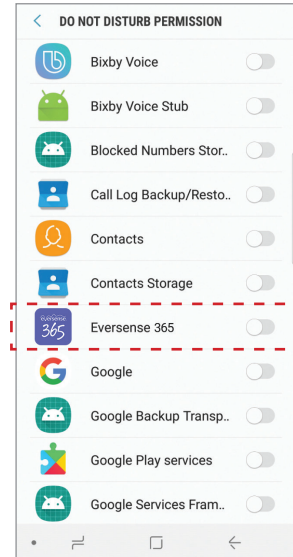 DO NOT DISTURB PERMISSION
Bixby Voice
Bixby Voice Stub
Blocked Numbers Stor..
Call Log Backup/Resto..
Contacts
Contacts Storage
eversense
365
Eversense 365
Google
Google Backup Transp..
Google Play services
Google Services Fram..